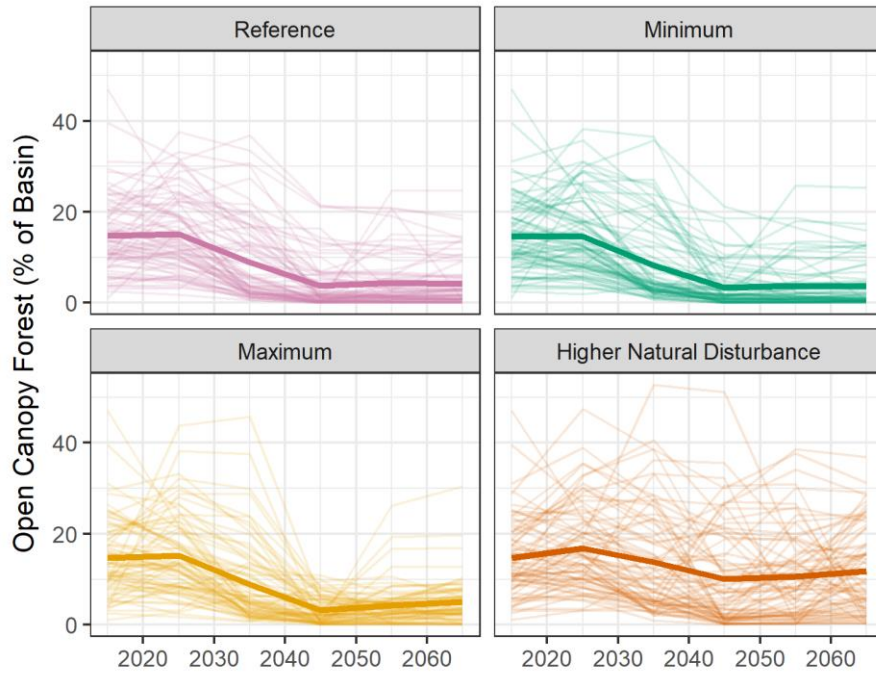 Open Canopy Forest (% of Basin)
Reference
Minimum
40
20
0
Maximum
Higher Natural Disturbance
40
20
0
2020 2030 2040 2050 2060 2020 2030 2040 2050 2060